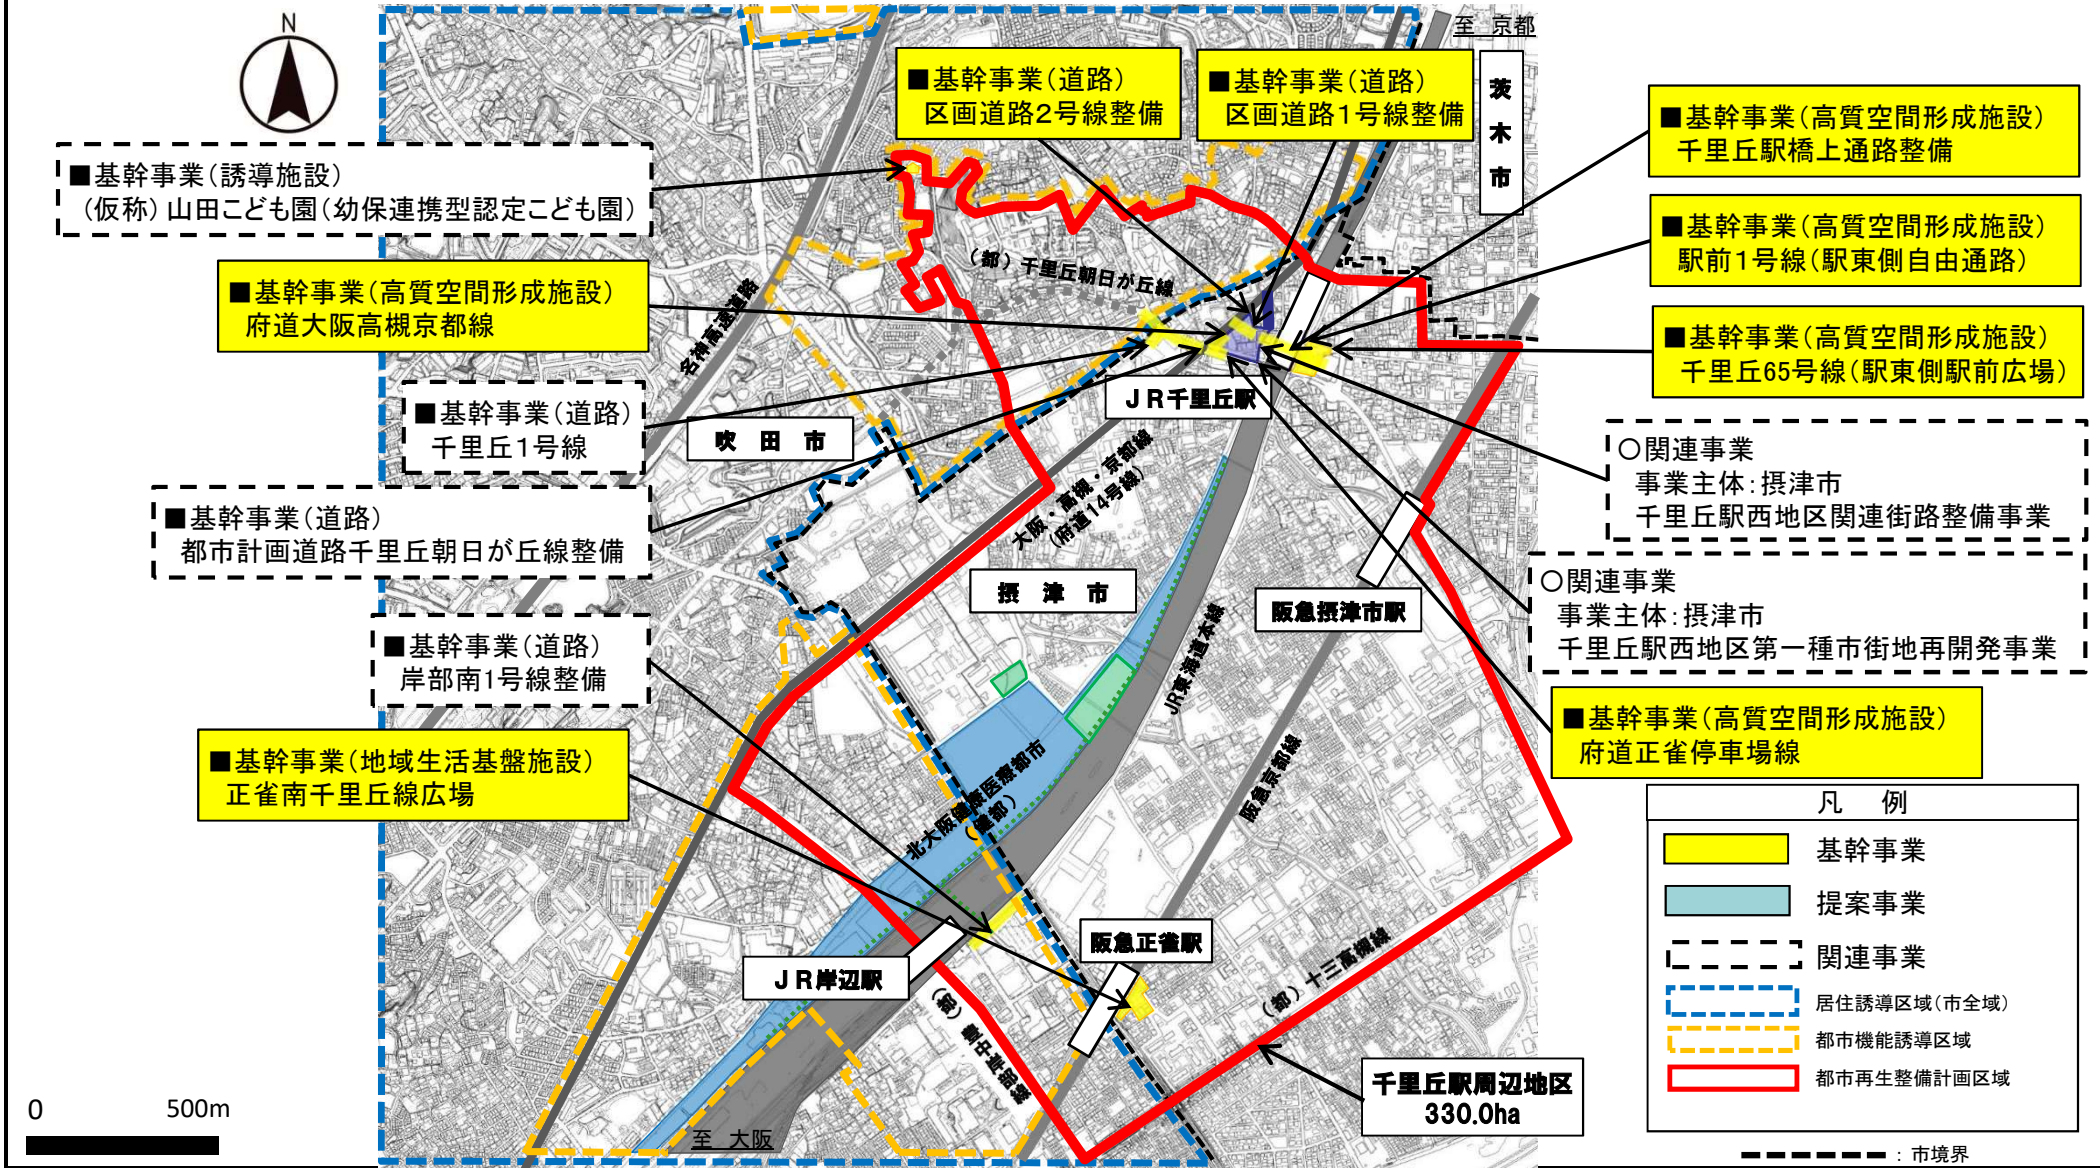 N
至 京都
茨木市
■基幹事業(道路)
区画道路2号線整備
■基幹事業(道路)
区画道路1号線整備
■基幹事業(高質空間形成施設)
千里丘駅橋上通路整備
■基幹事業(誘導施設)
(仮称)山田こども園(幼保連携型認定こども園)
■基幹事業(高質空間形成施設)
駅前1号線(駅東側自由通路)
■基幹事業(高質空間形成施設)
府道大阪高槻京都線
(都)千里丘朝日が丘線
名神高速道路
■基幹事業(高質空間形成施設)
千里丘65号線(駅東側駅前広場)
■基幹事業(道路)
千里丘1号線
JR千里丘駅
吹田市
○関連事業
事業主体:摂津市
千里丘駅西地区関連街路整備事業
大阪・高槻・京都線
(府道14号線)
■基幹事業(道路)
都市計画道路千里丘朝日が丘線整備
摂津市
阪急摂津市駅
○関連事業
事業主体:摂津市
千里丘駅西地区第一種市街地再開発事業
■基幹事業(道路)
岸部南1号線整備
JR東海道本線
■基幹事業(高質空間形成施設)
府道正雀停車場線
■基幹事業(地域生活基盤施設)
正雀南千里丘線広場
北大阪健康医療都市
(健都)
阪急京都線
阪急正雀駅
JR岸辺駅
(都)十三高槻線
(都)豊中岸部線
千里丘駅周辺地区
330.0ha
至 大阪
0 500m
凡 例
基幹事業
提案事業
関連事業
居住誘導区域(市全域)
都市機能誘導区域
都市再生整備計画区域
:市境界